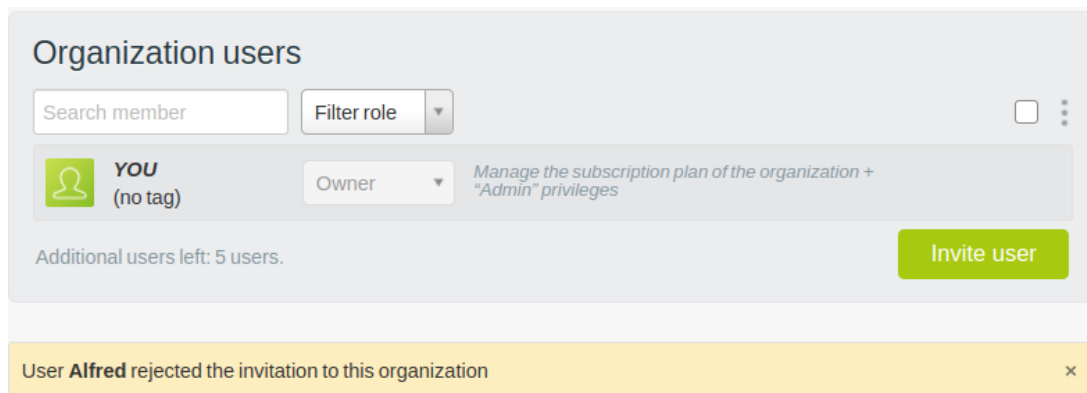 Organization users
Search member
Filter role
YOU
(no tag)
Owner
Manage the subscription plan of the organization +
“Admin” privileges
Additional users left: 5 users.
Invite user
User Alfred rejected the invitation to this organization ×